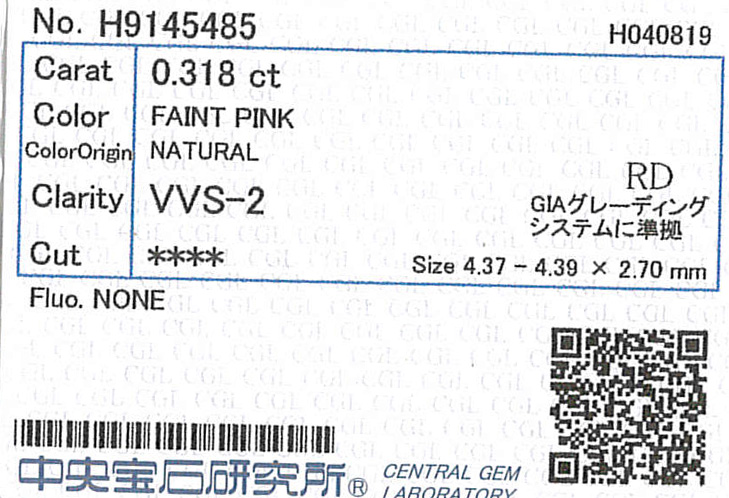 No. H9145485
H040819
Carat 0.318 ct
Color FAINT PINK
ColorOrigin NATURAL
Clarity VVS-2
RD
GIAグレーディング
システムに準拠
Cut ****
Size 4.37 - 4.39 × 2.70 mm
Fluo. NONE
中央宝石研究所®
CENTRAL GEM
LABORATORY
CGL